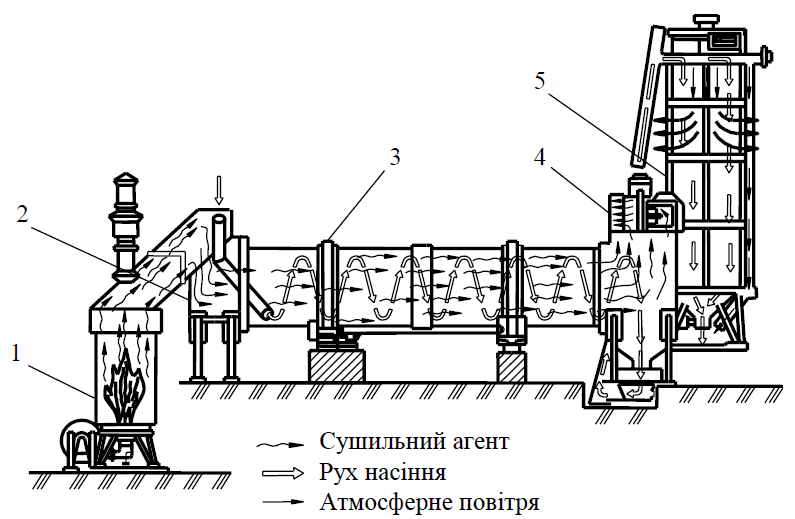 5
3
4
2
1
Сушильний агент
Рух насіння
Атмосферне повітря